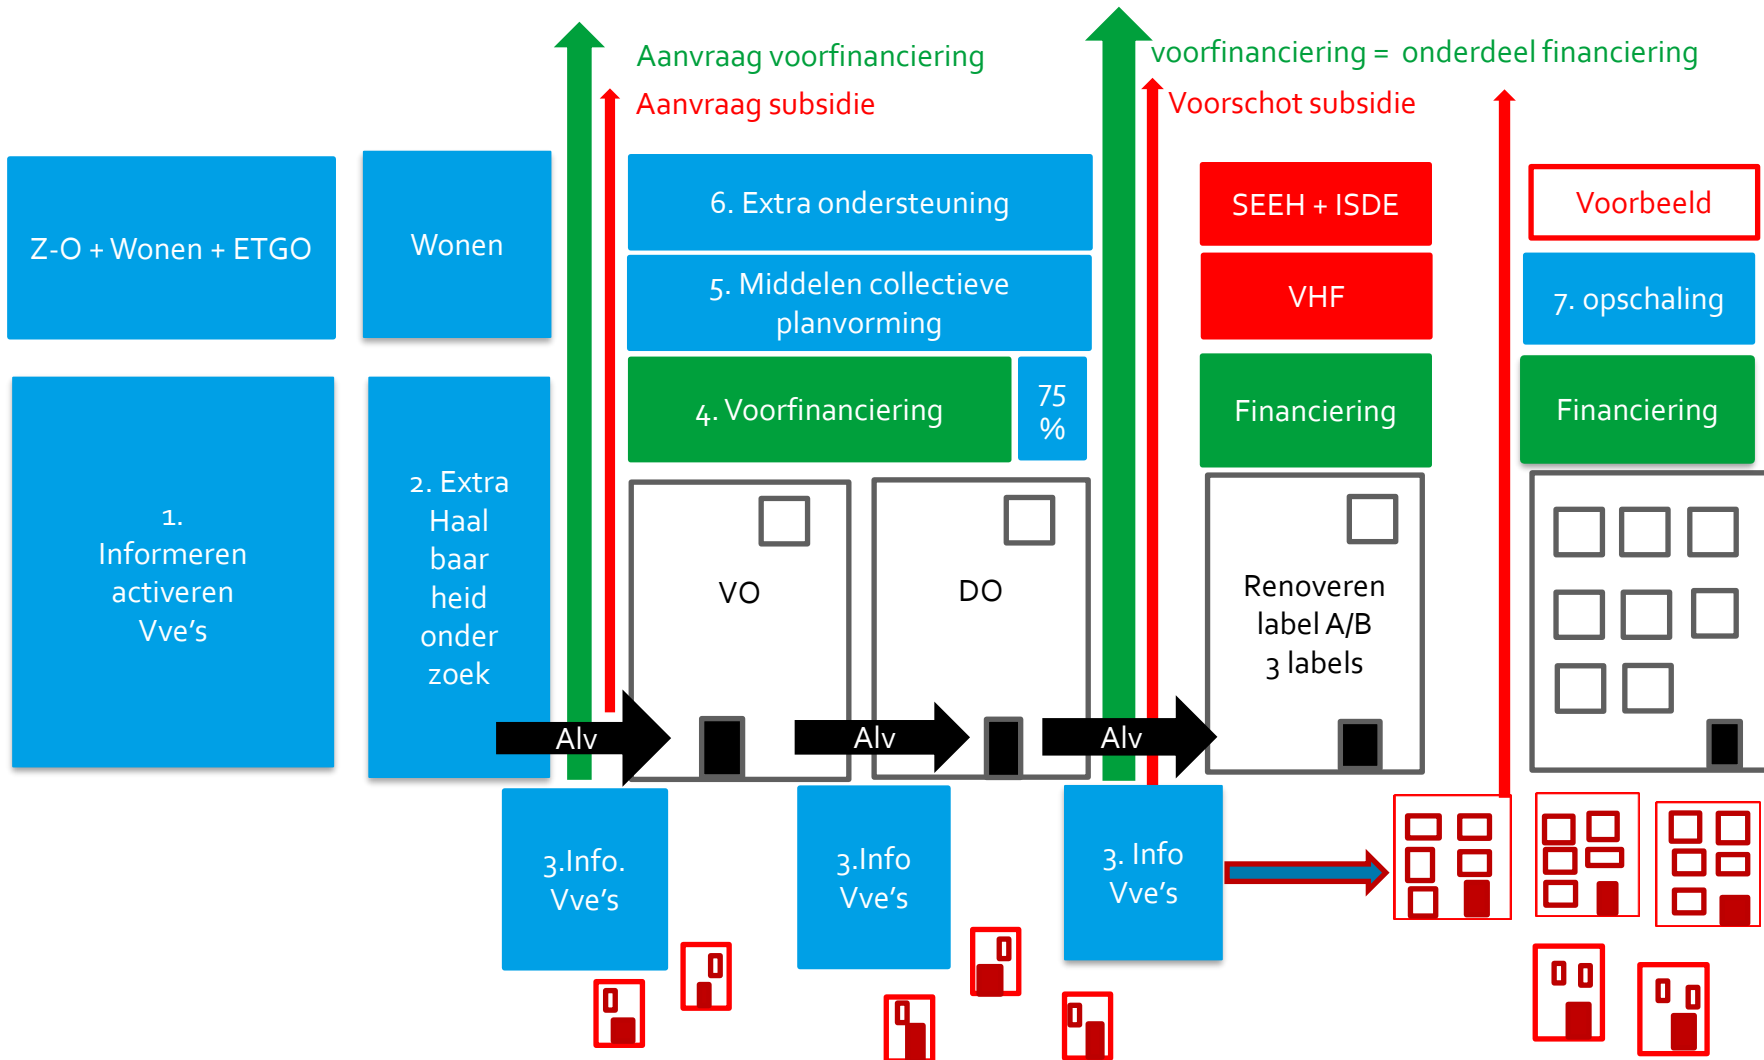 Aanvraag voorfinanciering
voorfinanciering = onderdeel financiering
Aanvraag subsidie
Voorschot subsidie
Z-O + Wonen + ETGO
Wonen
6. Extra ondersteuning
SEEH + ISDE
Voorbeeld
5. Middelen collectieve
planvorming
VHF
7. opschaling
4. Voorfinanciering
75
%
Financiering
Financiering
1.
Informeren
activeren
Vve's
2. Extra
Haal
baar
heid
onder
zoek
VO
DO
Renoveren
label A/B
3 labels
Alv
Alv
Alv
3.Info.
Vve's
3.Info
Vve's
3. Info
Vve's